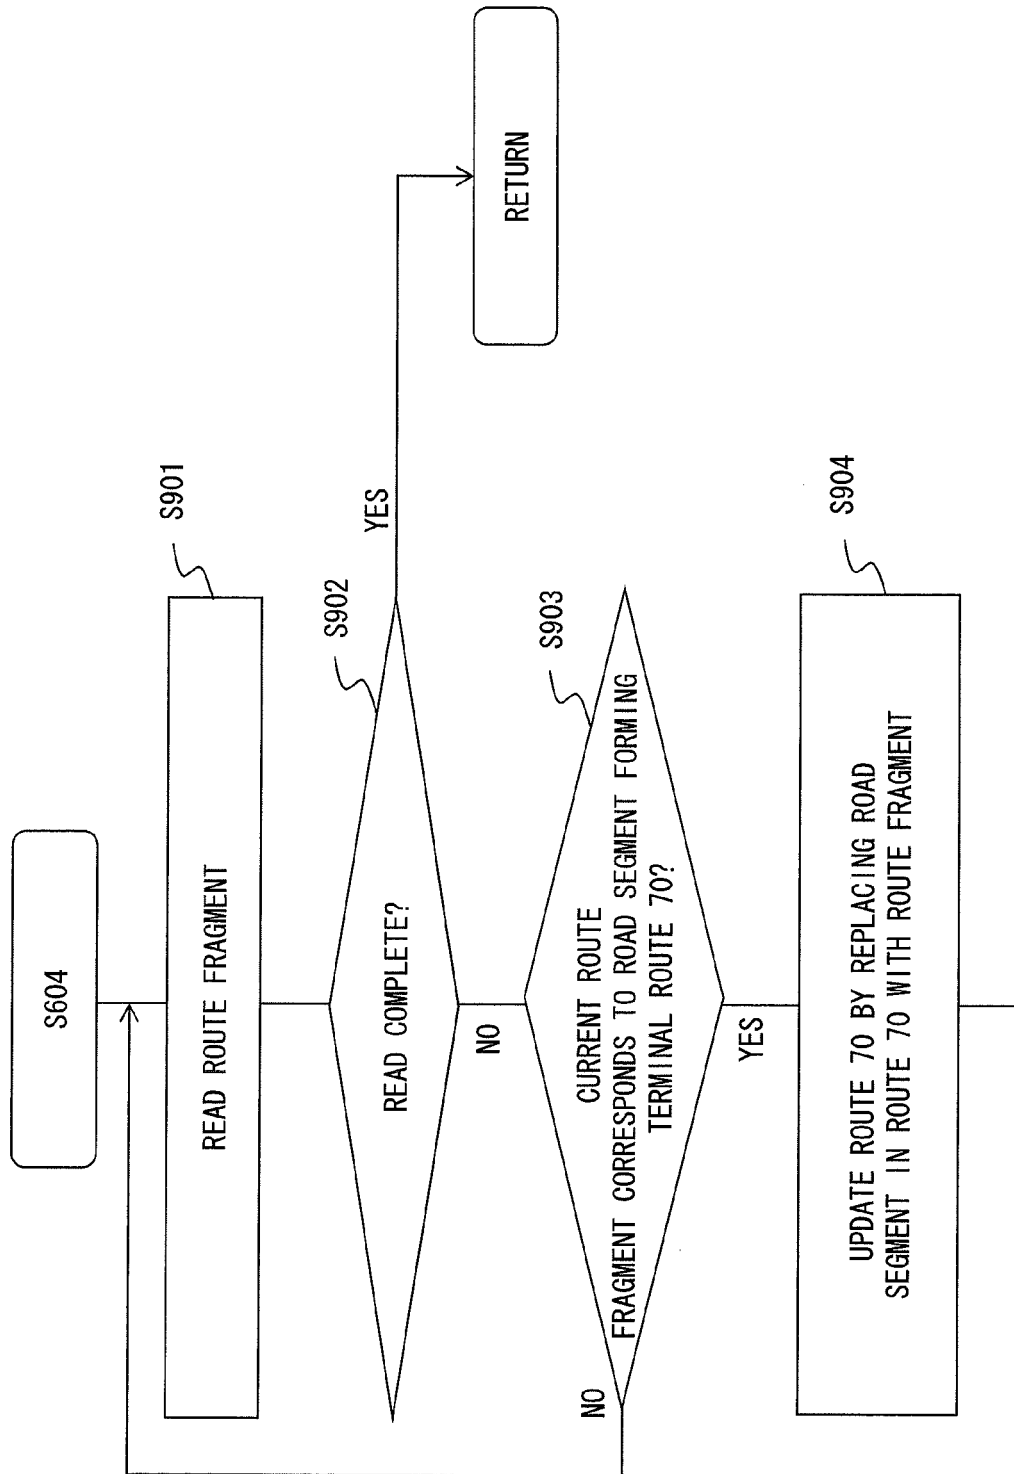 S604
READ ROUTE FRAGMENT
S901
READ COMPLETE?
S902
YES
RETURN
NO
CURRENT ROUTE
FRAGMENT CORRESPONDS TO ROAD SEGMENT FORMING
TERMINAL ROUTE 70?
S903
NO
YES
UPDATE ROUTE 70 BY REPLACING ROAD
SEGMENT IN ROUTE 70 WITH ROUTE FRAGMENT
S904